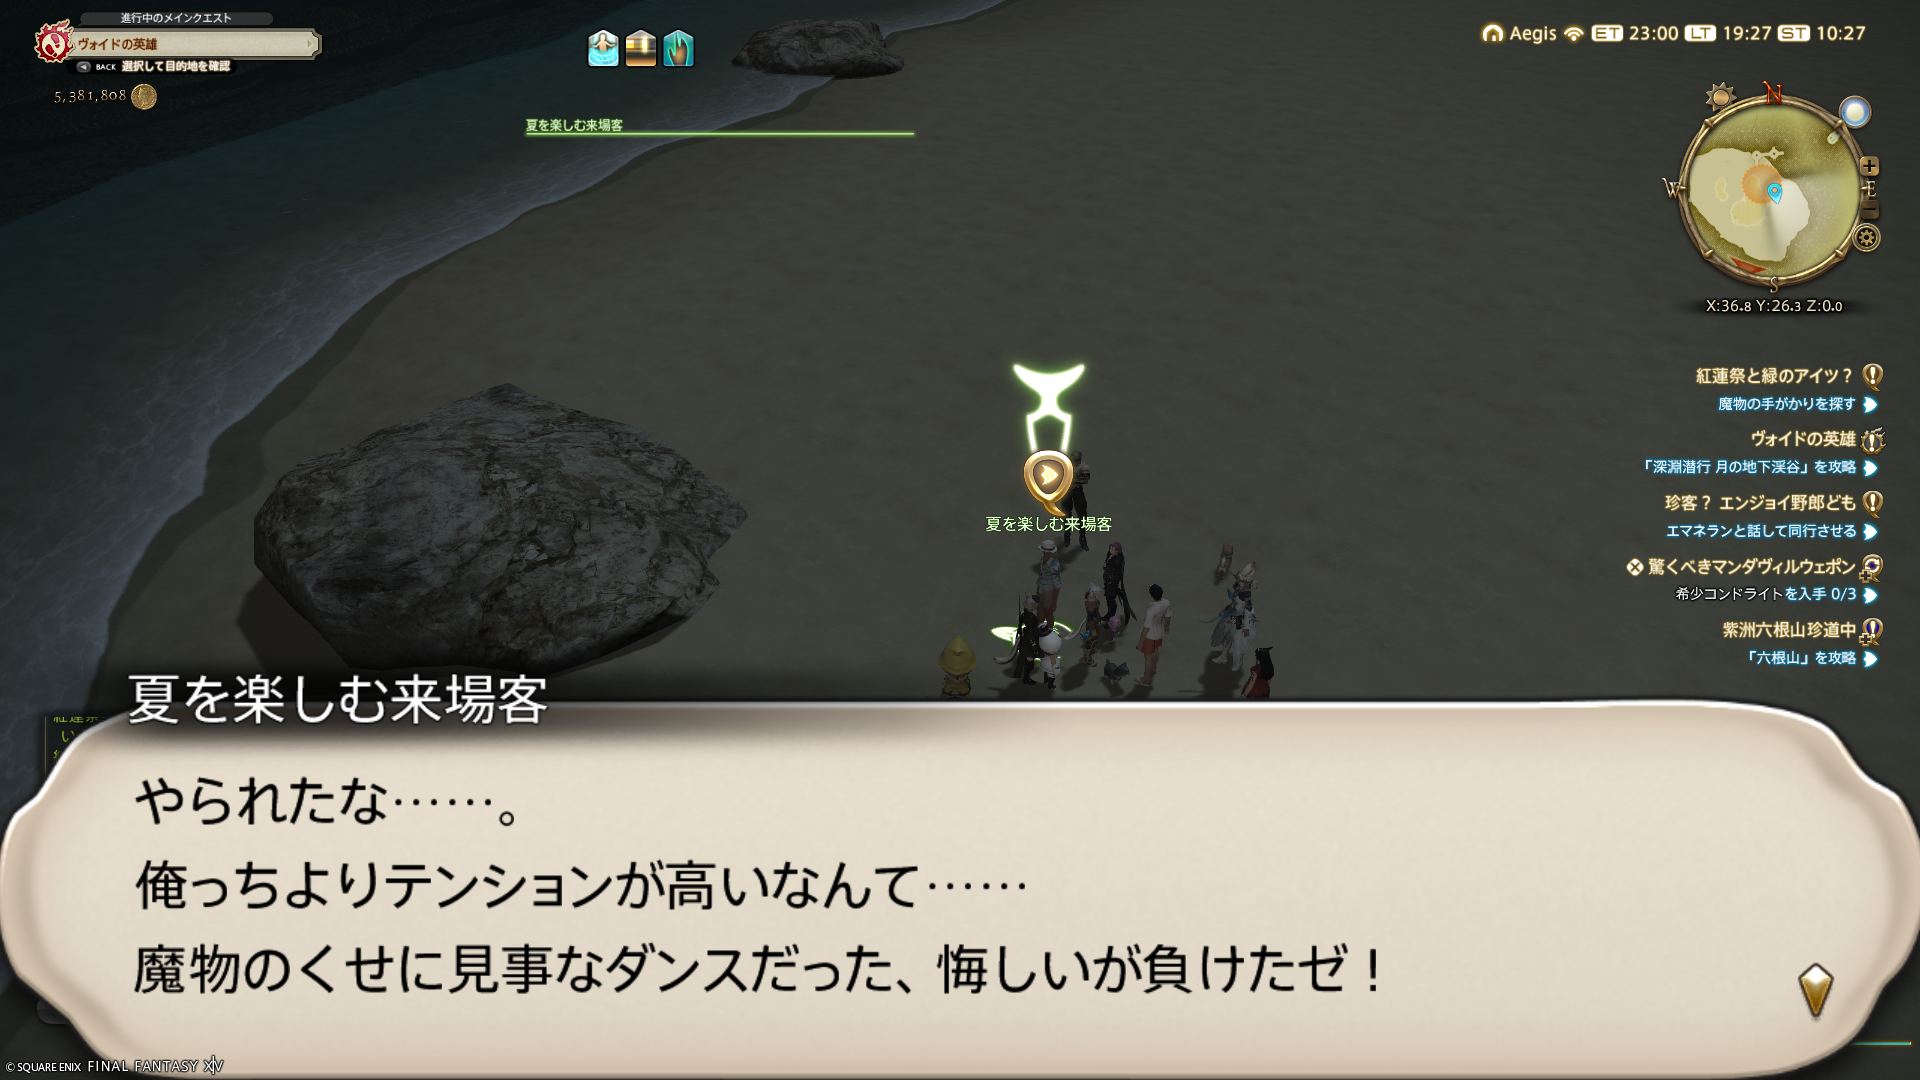 進行中のメインクエスト
ヴォイドの英雄
BACK 選択して目的地を確認
5,381,808
夏を楽しむ来場客
Aegis ET 23:00 LT 19:27 ST 10:27
N
W
E
S
X:36.8 Y:26.3 Z:0.0
紅蓮祭と緑のアイツ？
魔物の手がかりを探す
ヴォイドの英雄
「深淵潜行 月の地下渓谷」を攻略
珍客？ エンジョイ野郎ども
エマネランと話して同行させる
驚くべきマンダヴィルウェポン
希少コンドライトを入手 0/3
紫洲六根山珍道中
「六根山」を攻略
夏を楽しむ来場客
夏を楽しむ来場客
やられたな……。
俺っちよりテンションが高いなんて……
魔物のくせに見事なダンスだった、悔しいが負けたゼ！
© SQUARE ENIX FINAL FANTASY XIV